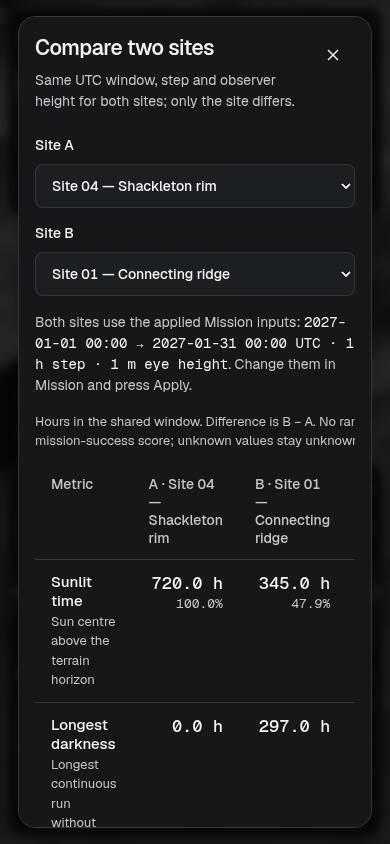 Compare two sites
Same UTC window, step and observer
height for both sites; only the site differs.
Site A
Site 04 — Shackleton rim
Site B
Site 01 — Connecting ridge
Both sites use the applied Mission inputs: 2027-
01-01 00:00 → 2027-01-31 00:00 UTC · 1
h step · 1 m eye height. Change them in
Mission and press Apply.
Hours in the shared window. Difference is B – A. No
mission-success score; unknown values stay
Metric
A · Site 04
—
Shackleton
rim
B · Site 01
—
Connecting
ridge
Sunlit
time
Sun centre
above the
terrain
horizon
720.0 h
100.0%
345.0 h
47.9%
Longest
darkness
Longest
continuous
run
without
0.0 h
297.0 h